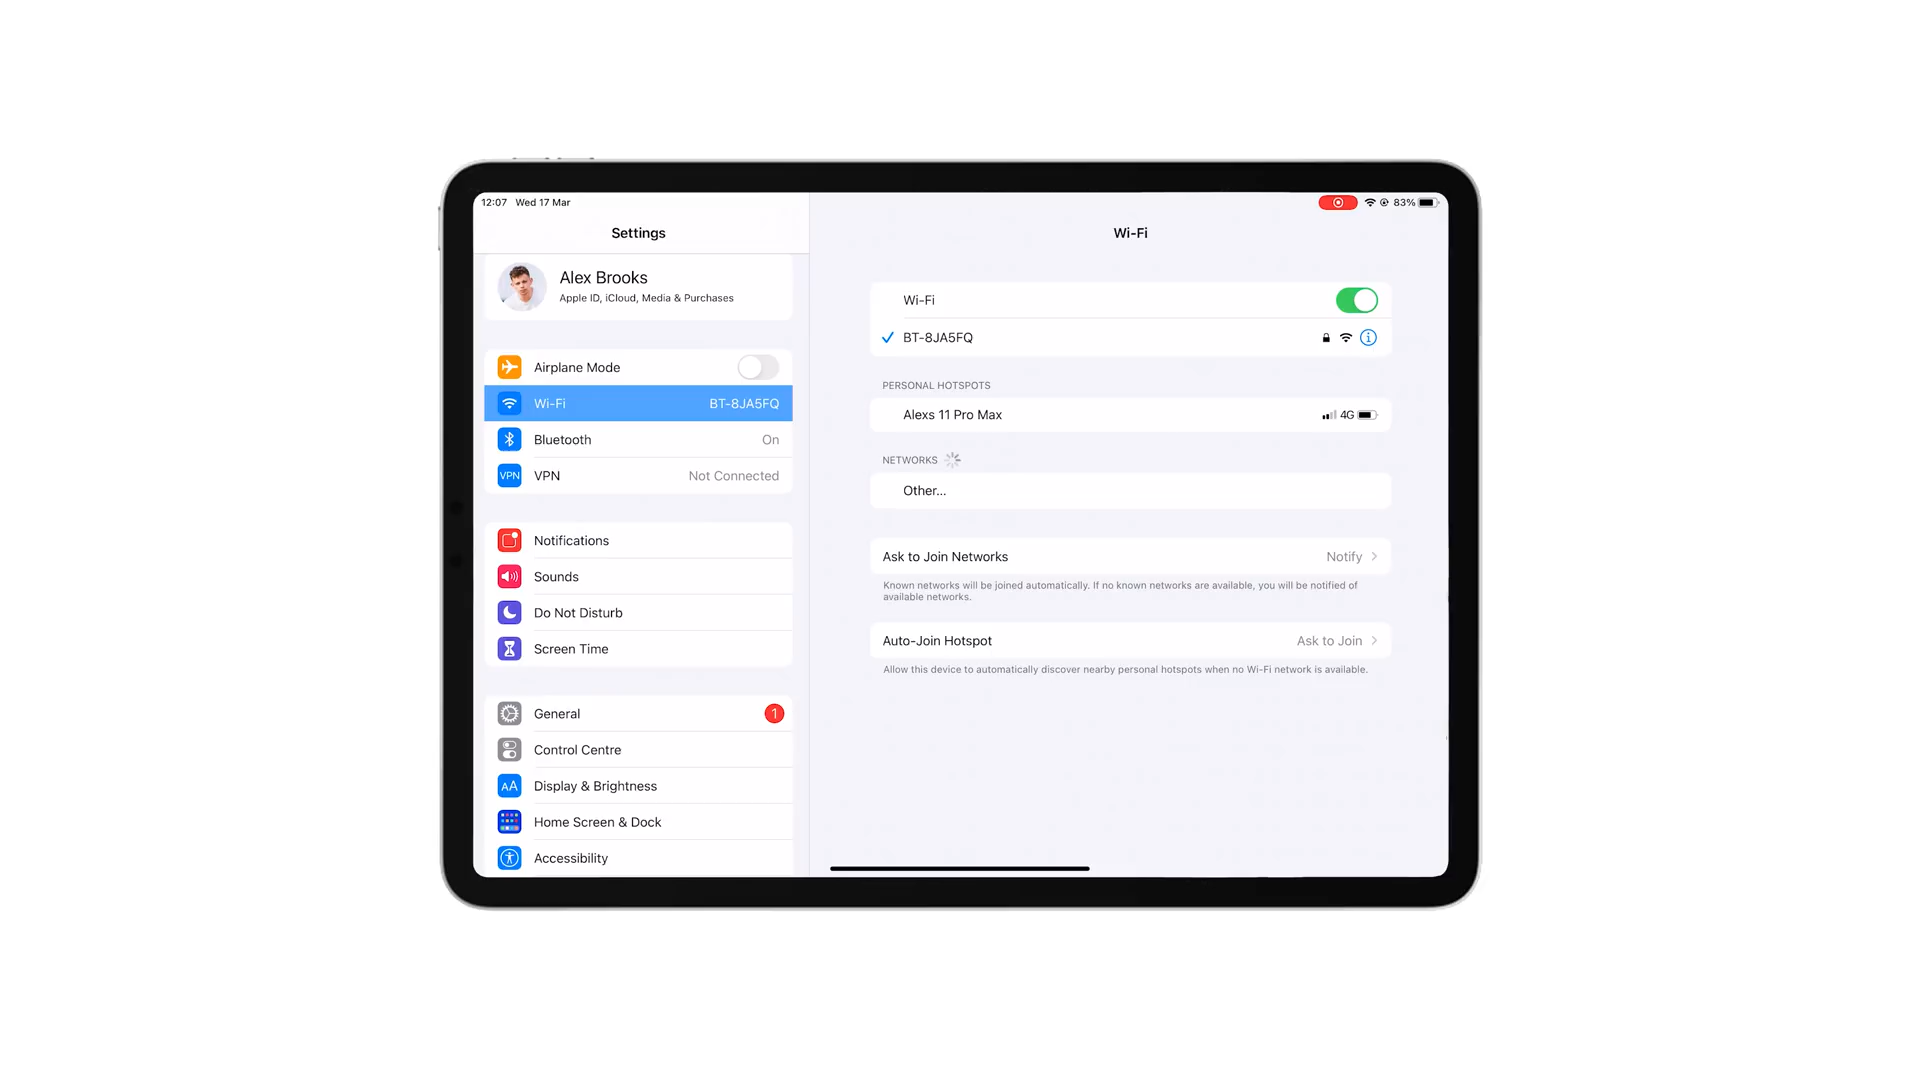 12:07 Wed 17 Mar
83%
Settings
Alex Brooks
Apple ID, iCloud, Media & Purchases
Airplane Mode
Wi-Fi BT-8JA5FQ
Bluetooth On
VPN VPN Not Connected
Notifications
Sounds
Do Not Disturb
Screen Time
General 1
Control Centre
AA Display & Brightness
Home Screen & Dock
Accessibility
Wi-Fi
Wi-Fi
BT-8JA5FQ
PERSONAL HOTSPOTS
Alexs 11 Pro Max 4G
NETWORKS
Other...
Ask to Join Networks Notify
Known networks will be joined automatically. If no known networks are available, you will be notified of
available networks.
Auto-Join Hotspot Ask to Join
Allow this device to automatically discover nearby personal hotspots when no Wi-Fi network is available.